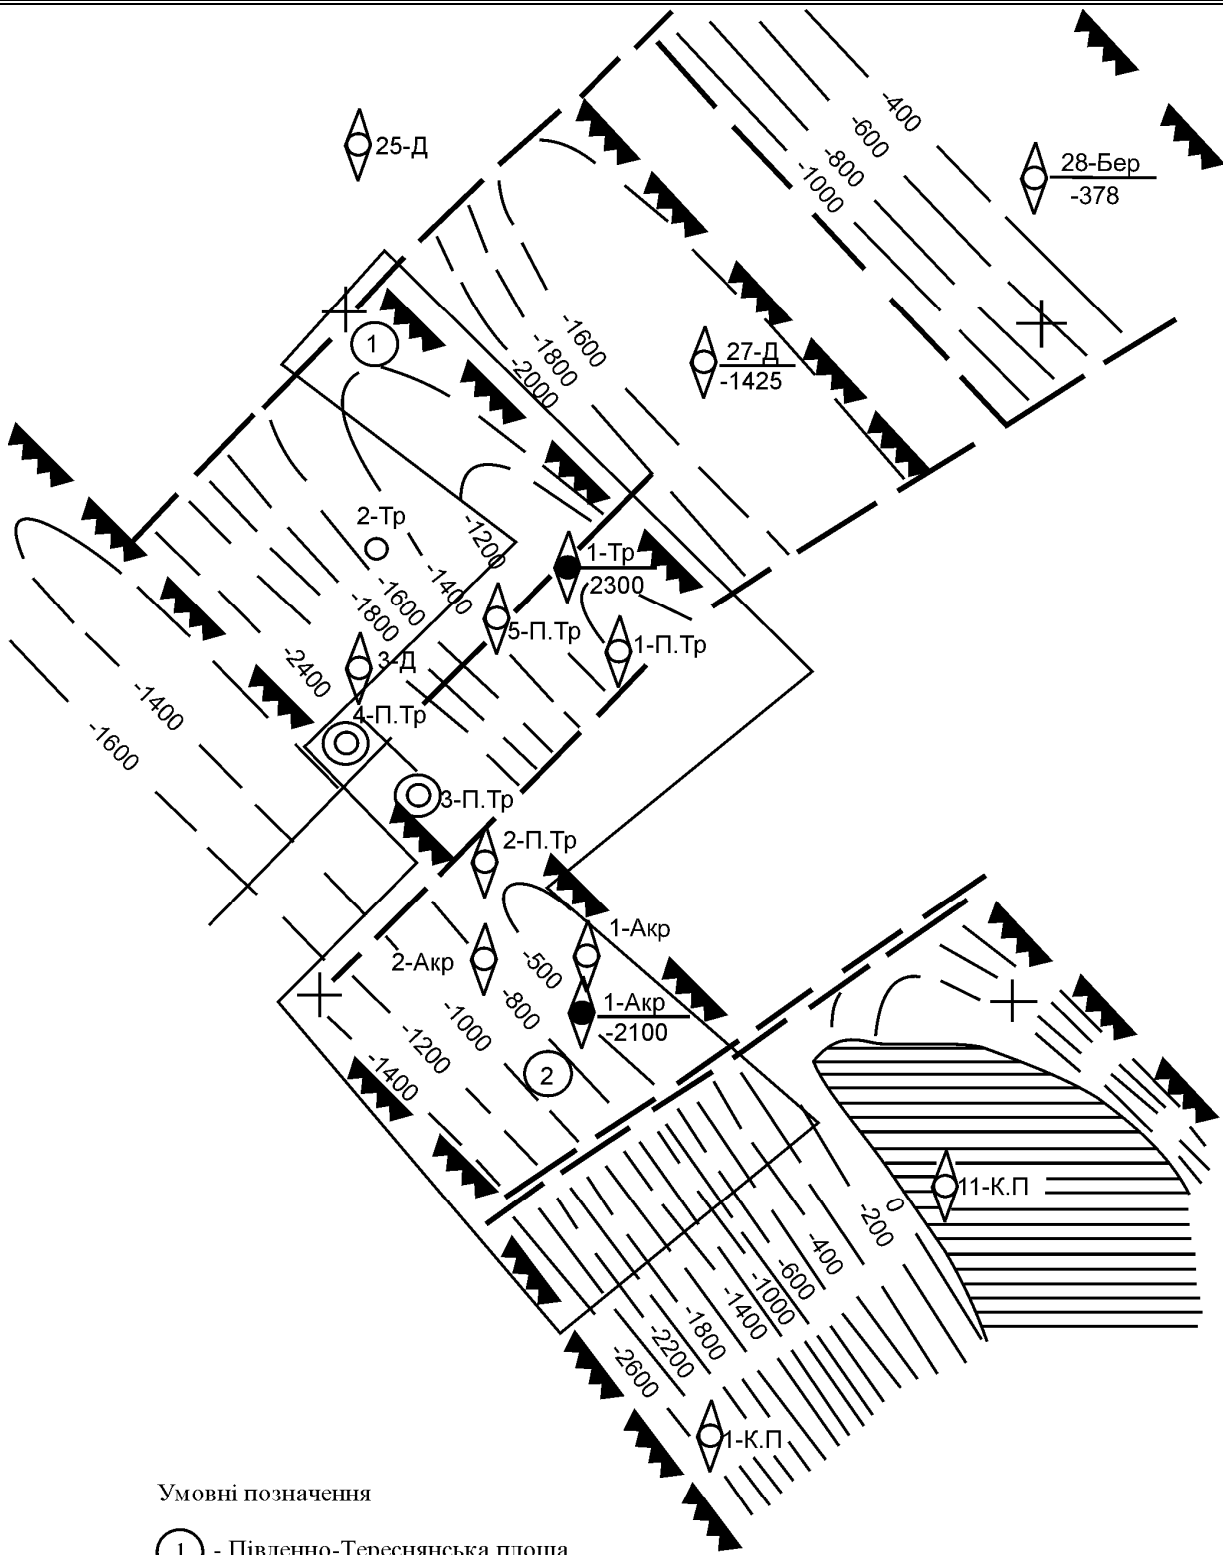 -400
-600
-800
-1000
25-Д
28-Бер
-378
1
-1600
-1800
-2000
27-Д
-1425
2-Тр
-1200
1-Тр
2300
-1400
-1600
-1800
5-П.Тр
1-П.Тр
3-Д
-2400
-1400
-1600
4-П.Тр
3-П.Тр
2-П.Тр
1-Акр
2-Акр
-500
-800
-1000
-1200
-1400
1-Акр
-2100
2
11-К.П
0
-200
-400
-600
-1000
-1400
-1800
-2200
-2600
1-К.П
Умовні позначення
1 - Південно-Тереснянська площа